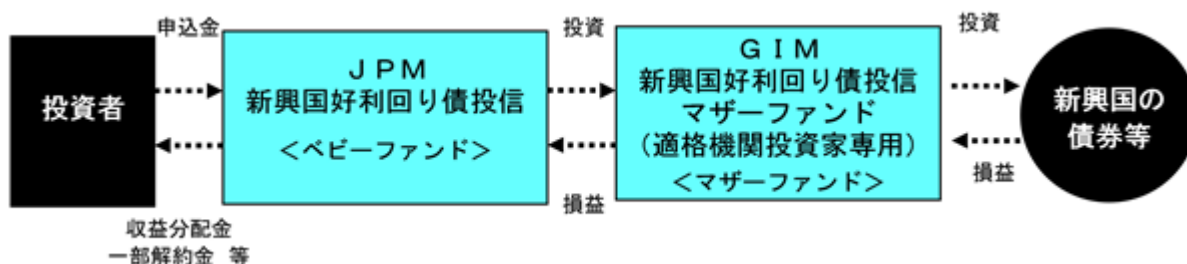 申込金
投資
投資
投資者
ＪＰＭ
新興国好利回り債投信
＜ベビーファンド＞
ＧＩＭ
新興国好利回り債投信
マザーファンド
（適格機関投資家専用）
＜マザーファンド＞
新興国の
債券等
収益分配金
一部解約金 等
損益
損益